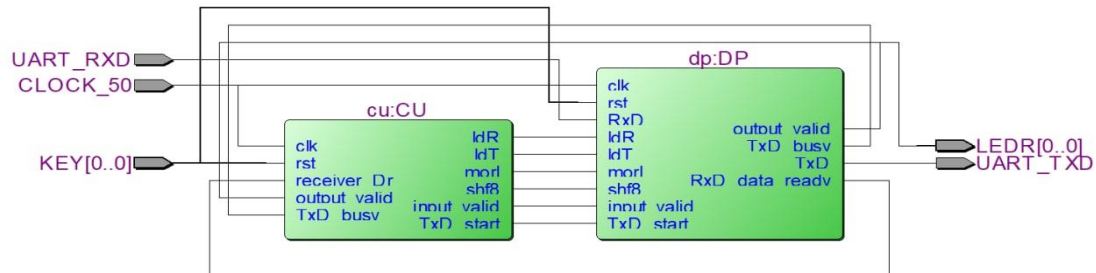 UART_RXD
CLOCK_50
KEY[0..0]
cu:CU
clk
rst
receiver_Dr
output_valid
TxD_busy
ldR
ldT
morl
shf8
input_valid
TxD_start
dp:DP
clk
rst
RxD
ldR
ldT
morl
shf8
input_valid
TxD_start
output_valid
TxD_busy
TxD
RxD_data_ready
LEDR[0..0]
UART_TXD